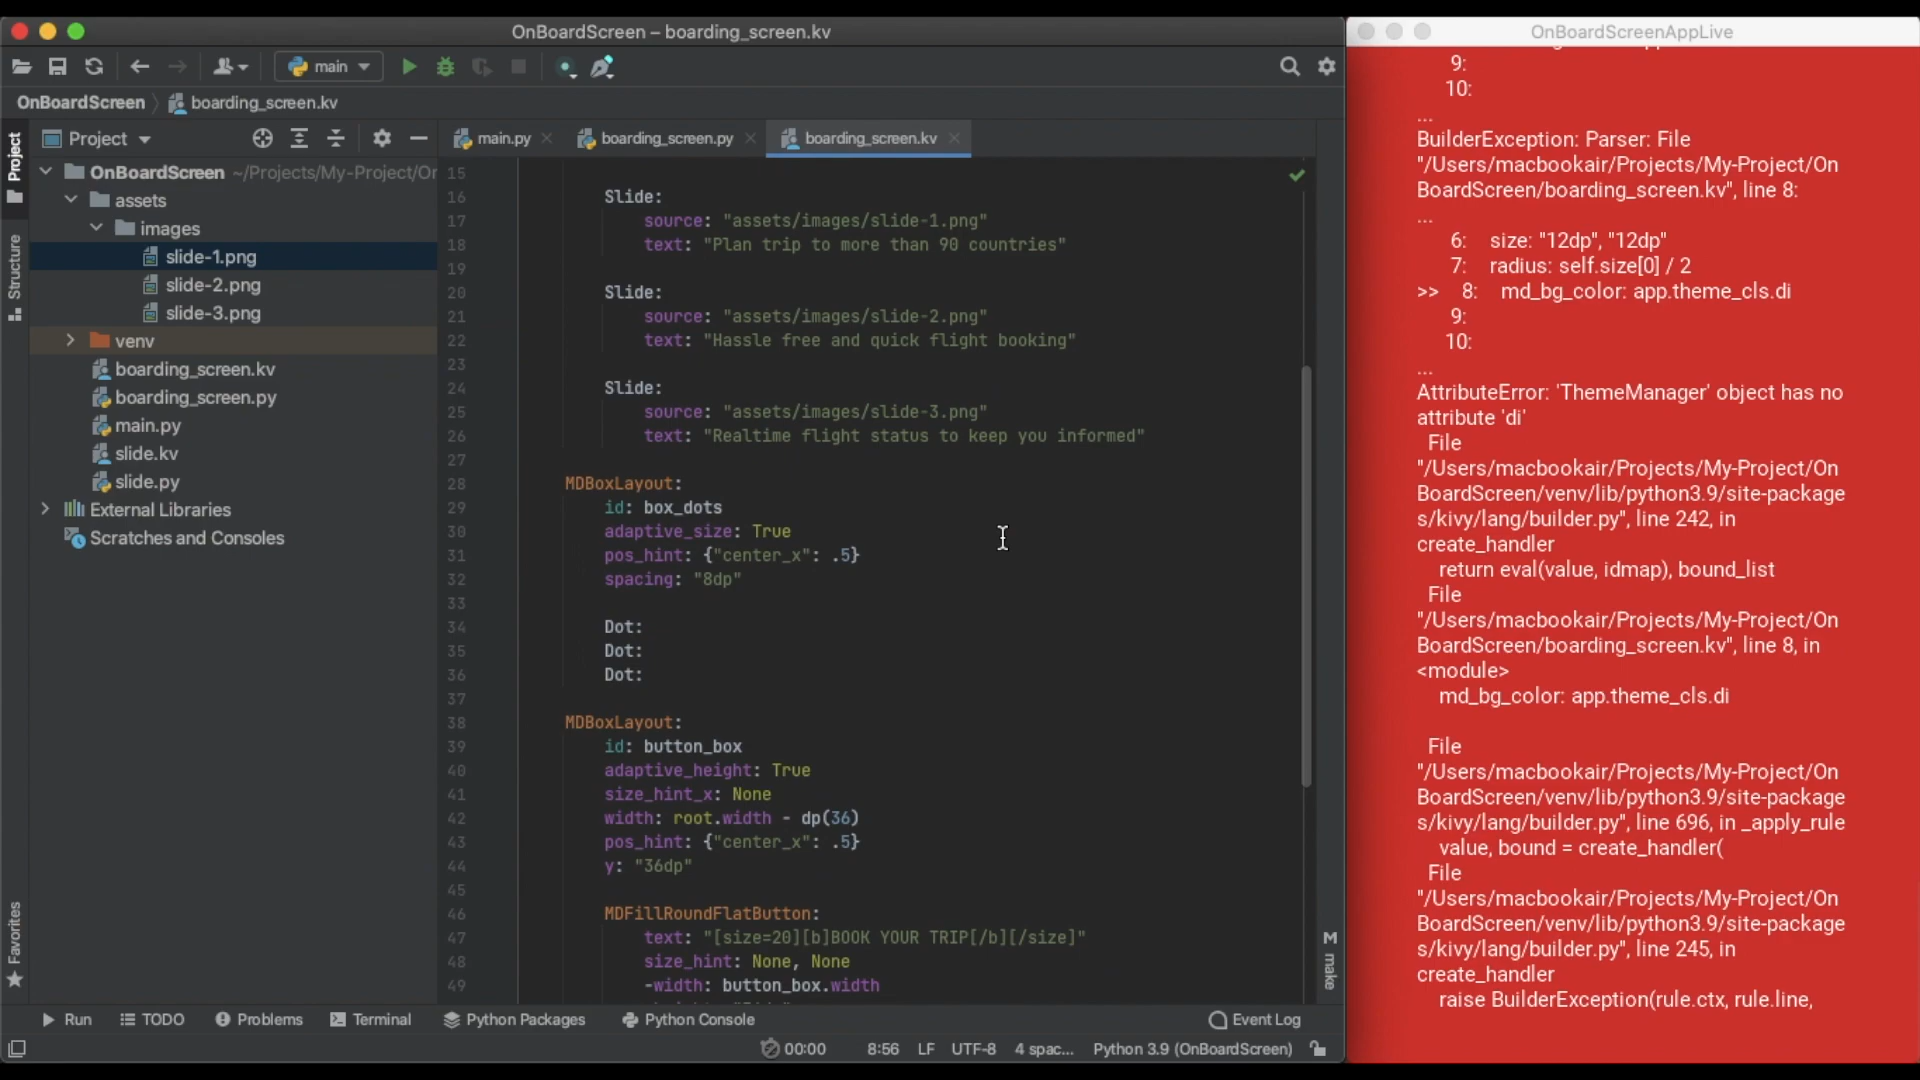 OnBoardScreen – boarding_screen.kv
main
OnBoardScreen
boarding_screen.kv
Project
main.py
boarding_screen.py
boarding_screen.kv
Project
Structure
Favorites
OnBoardScreen ~/Projects/My-Project/Or
assets
images
slide-1.png
slide-2.png
slide-3.png
venv
boarding_screen.kv
boarding_screen.py
main.py
slide.kv
slide.py
External Libraries
Scratches and Consoles
15
16 Slide:
17 source: "assets/images/slide-1.png"
18 text: "Plan trip to more than 90 countries"
19
20 Slide:
21 source: "assets/images/slide-2.png"
22 text: "Hassle free and quick flight booking"
23
24 Slide:
25 source: "assets/images/slide-3.png"
26 text: "Realtime flight status to keep you informed"
27
28 MDBoxLayout:
29 id: box_dots
30 adaptive_size: True
31 pos_hint: {"center_x": .5}
32 spacing: "8dp"
33
34 Dot:
35 Dot:
36 Dot:
37
38 MDBoxLayout:
39 id: button_box
40 adaptive_height: True
41 size_hint_x: None
42 width: root.width - dp(36)
43 pos_hint: {"center_x": .5}
44 y: "36dp"
45
46 MDFillRoundFlatButton:
47 text: "[size=20][b]BOOK YOUR TRIP[/b][/size]"
48 size_hint: None, None
49 -width: button_box.width
M make
Run
TODO
Problems
Terminal
Python Packages
Python Console
Event Log
00:00
8:56
LF
UTF-8
4 spac...
Python 3.9 (OnBoardScreen)
OnBoardScreenAppLive
9:
10:
...
BuilderException: Parser: File
"/Users/macbookair/Projects/My-Project/On
BoardScreen/boarding_screen.kv", line 8:
...
6: size: "12dp", "12dp"
7: radius: self.size[0] / 2
>> 8: md_bg_color: app.theme_cls.di
9:
10:
...
AttributeError: 'ThemeManager' object has no
attribute 'di'
File
"/Users/macbookair/Projects/My-Project/On
BoardScreen/venv/lib/python3.9/site-package
s/kivy/lang/builder.py", line 242, in
create_handler
return eval(value, idmap), bound_list
File
"/Users/macbookair/Projects/My-Project/On
BoardScreen/boarding_screen.kv", line 8, in
<module>
md_bg_color: app.theme_cls.di
File
"/Users/macbookair/Projects/My-Project/On
BoardScreen/venv/lib/python3.9/site-package
s/kivy/lang/builder.py", line 696, in _apply_rule
value, bound = create_handler(
File
"/Users/macbookair/Projects/My-Project/On
BoardScreen/venv/lib/python3.9/site-package
s/kivy/lang/builder.py", line 245, in
create_handler
raise BuilderException(rule.ctx, rule.line,